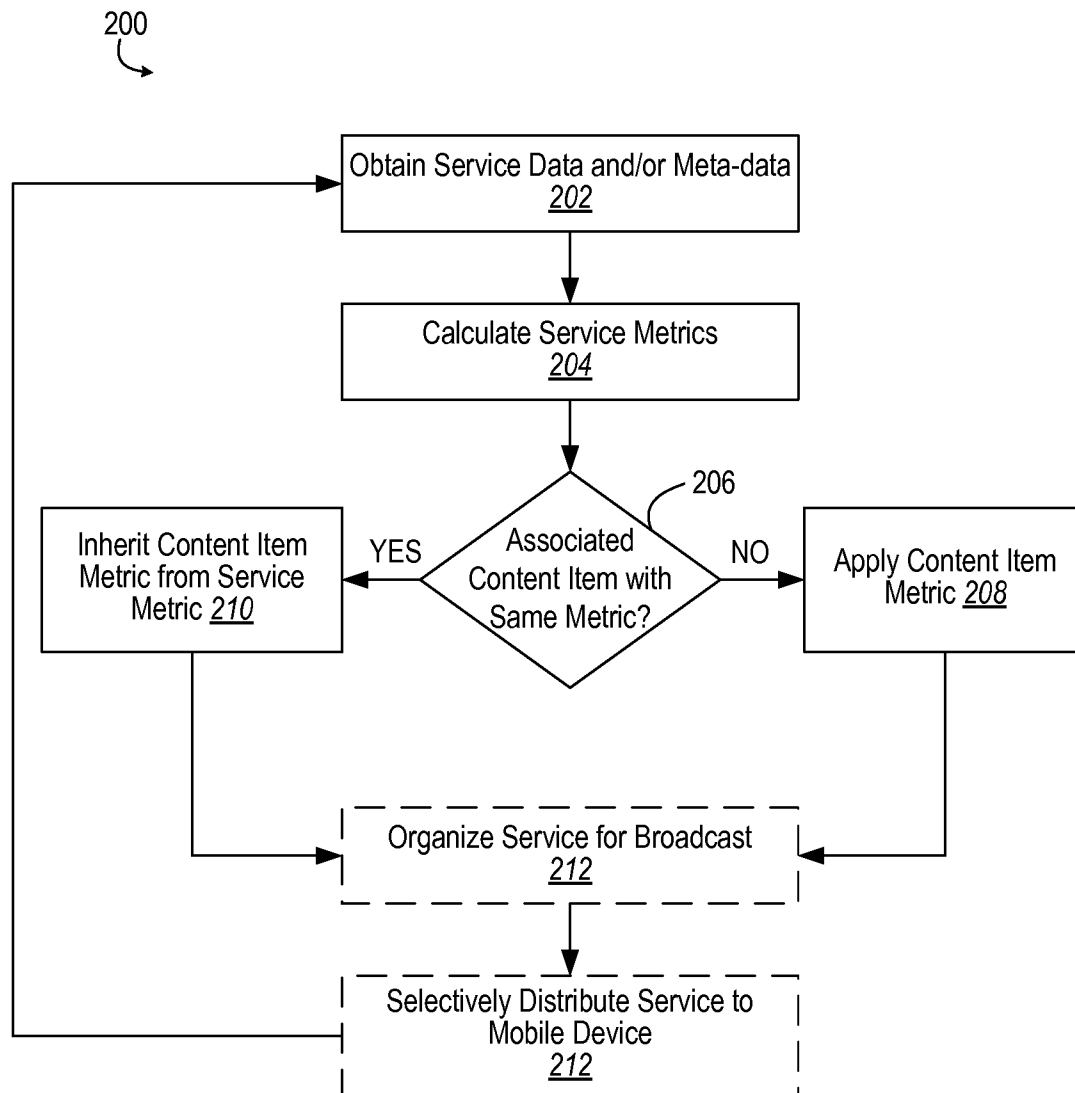 200
Obtain Service Data and/or Meta-data
202
Calculate Service Metrics
204
206
Associated
Content Item with
Same Metric?
YES
NO
Inherit Content Item
Metric from Service
Metric 210
Apply Content Item
Metric 208
Organize Service for Broadcast
212
Selectively Distribute Service to
Mobile Device
212